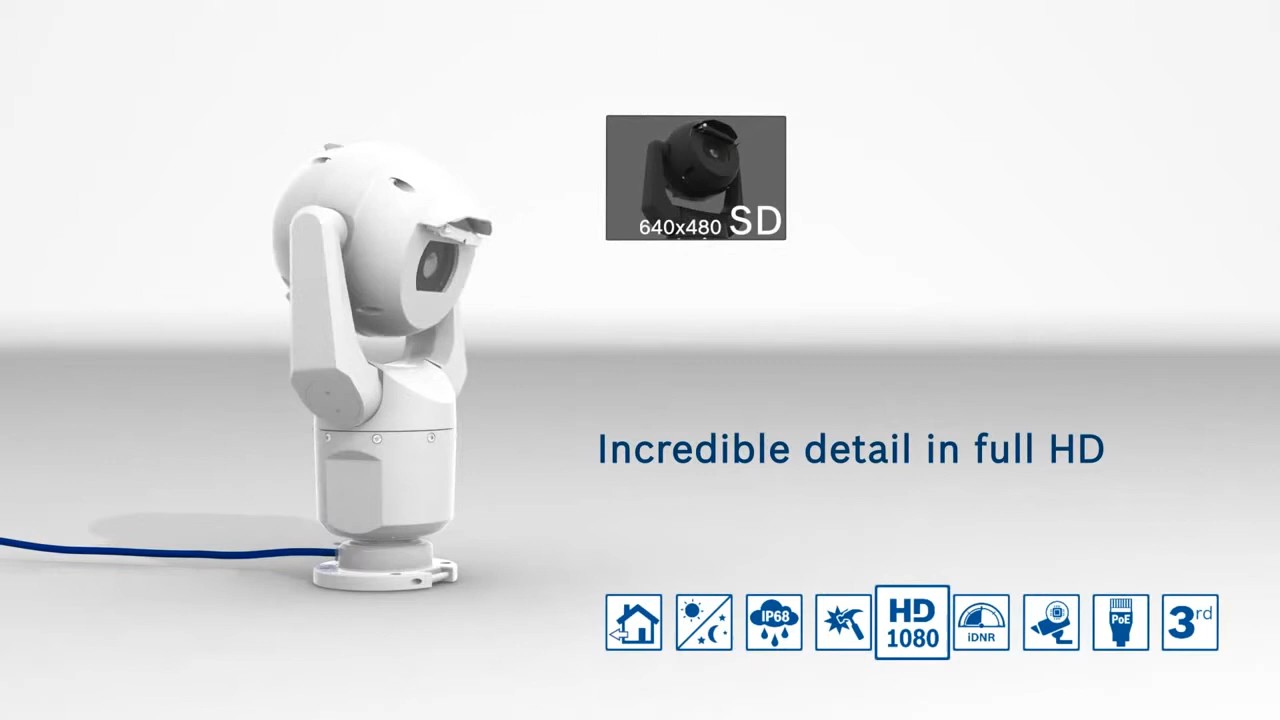 640x480 SD
Incredible detail in full HD
IP68
HD
1080
iDNR
PoE
3rd